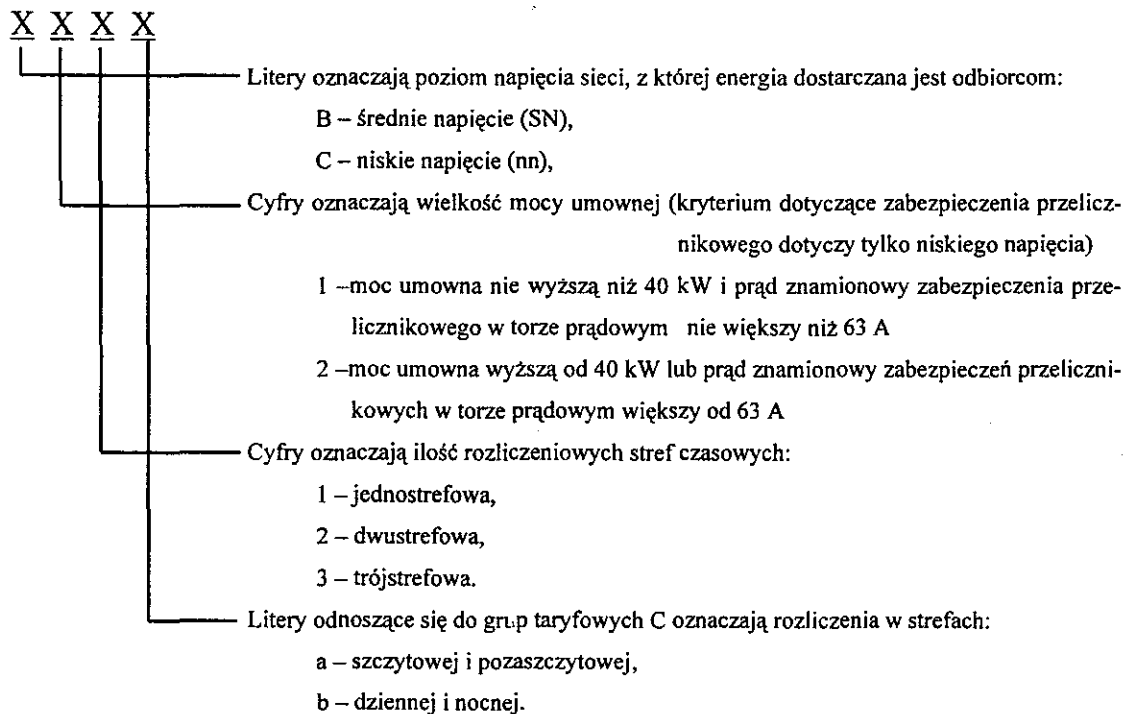 X X X X
Litery oznaczają poziom napięcia sieci, z której energia dostarczana jest odbiorcom:
B – średnie napięcie (SN),
C – niskie napięcie (nn),
Cyfry oznaczają wielkość mocy umownej (kryterium dotyczące zabezpieczenia przelicz-
nikowego dotyczy tylko niskiego napięcia)
1 –moc umowna nie wyższą niż 40 kW i prąd znamionowy zabezpieczenia prze-
licznikowego w torze prądowym nie większy niż 63 A
2 –moc umowna wyższą od 40 kW lub prąd znamionowy zabezpieczeń przeliczni-
kowych w torze prądowym większy od 63 A
Cyfry oznaczają ilość rozliczeniowych stref czasowych:
1 – jednostrefowa,
2 – dwustrefowa,
3 – trójstrefowa.
Litery odnoszące się do grup taryfowych C oznaczają rozliczenia w strefach:
a – szczytowej i pozaszczytowej,
b – dziennej i nocnej.